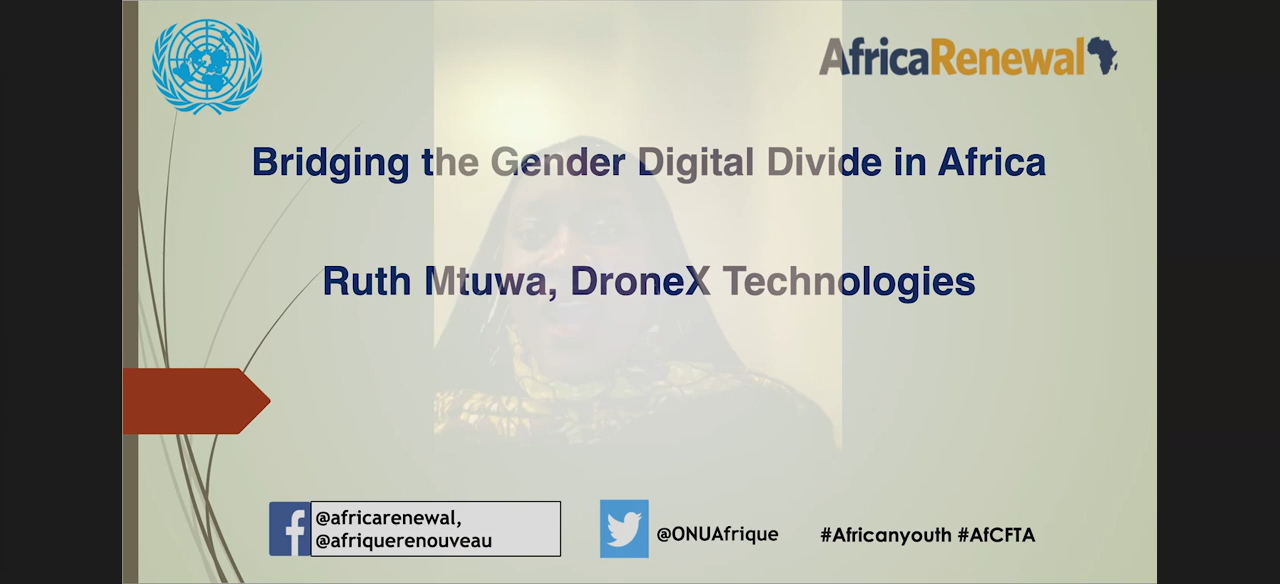 AfricaRenewal
Bridging the Gender Digital Divide in Africa
Ruth Mtuwa, DroneX Technologies
@africarenewal,
@afriquerenouveau
@ONUAfrique
#Africanyouth #AfCFTA